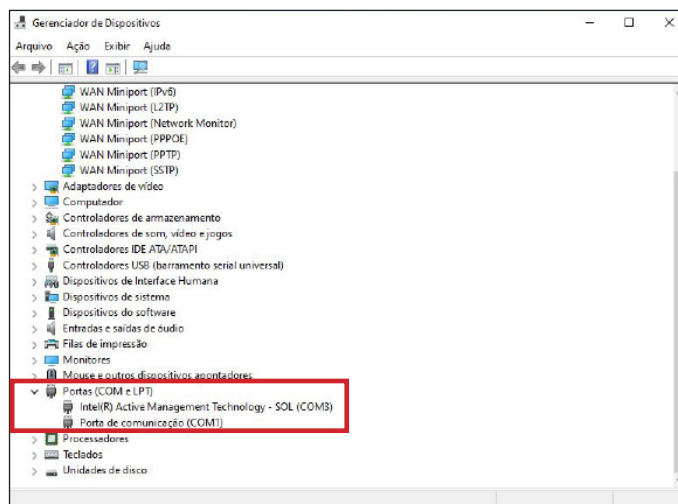 Gerenciador de Dispositivos
Arquivo Ação Exibir Ajuda
WAN Miniport (IPv6)
WAN Miniport (L2TP)
WAN Miniport (Network Monitor)
WAN Miniport (PPPOE)
WAN Miniport (PPTP)
WAN Miniport (SSTP)
Adaptadores de vídeo
Computador
Controladores de armazenamento
Controladores de som, vídeo e jogos
Controladores IDE ATA/ATAPI
Controladores USB (barramento serial universal)
Dispositivos de Interface Humana
Dispositivos de sistema
Dispositivos do software
Entradas e saídas de áudio
Filas de impressão
Monitores
Mouse e outros dispositivos apontadores
Portas (COM e LPT)
Intel(R) Active Management Technology - SOL (COM3)
Porta de comunicação (COM1)
Processadores
Teclados
Unidades de disco